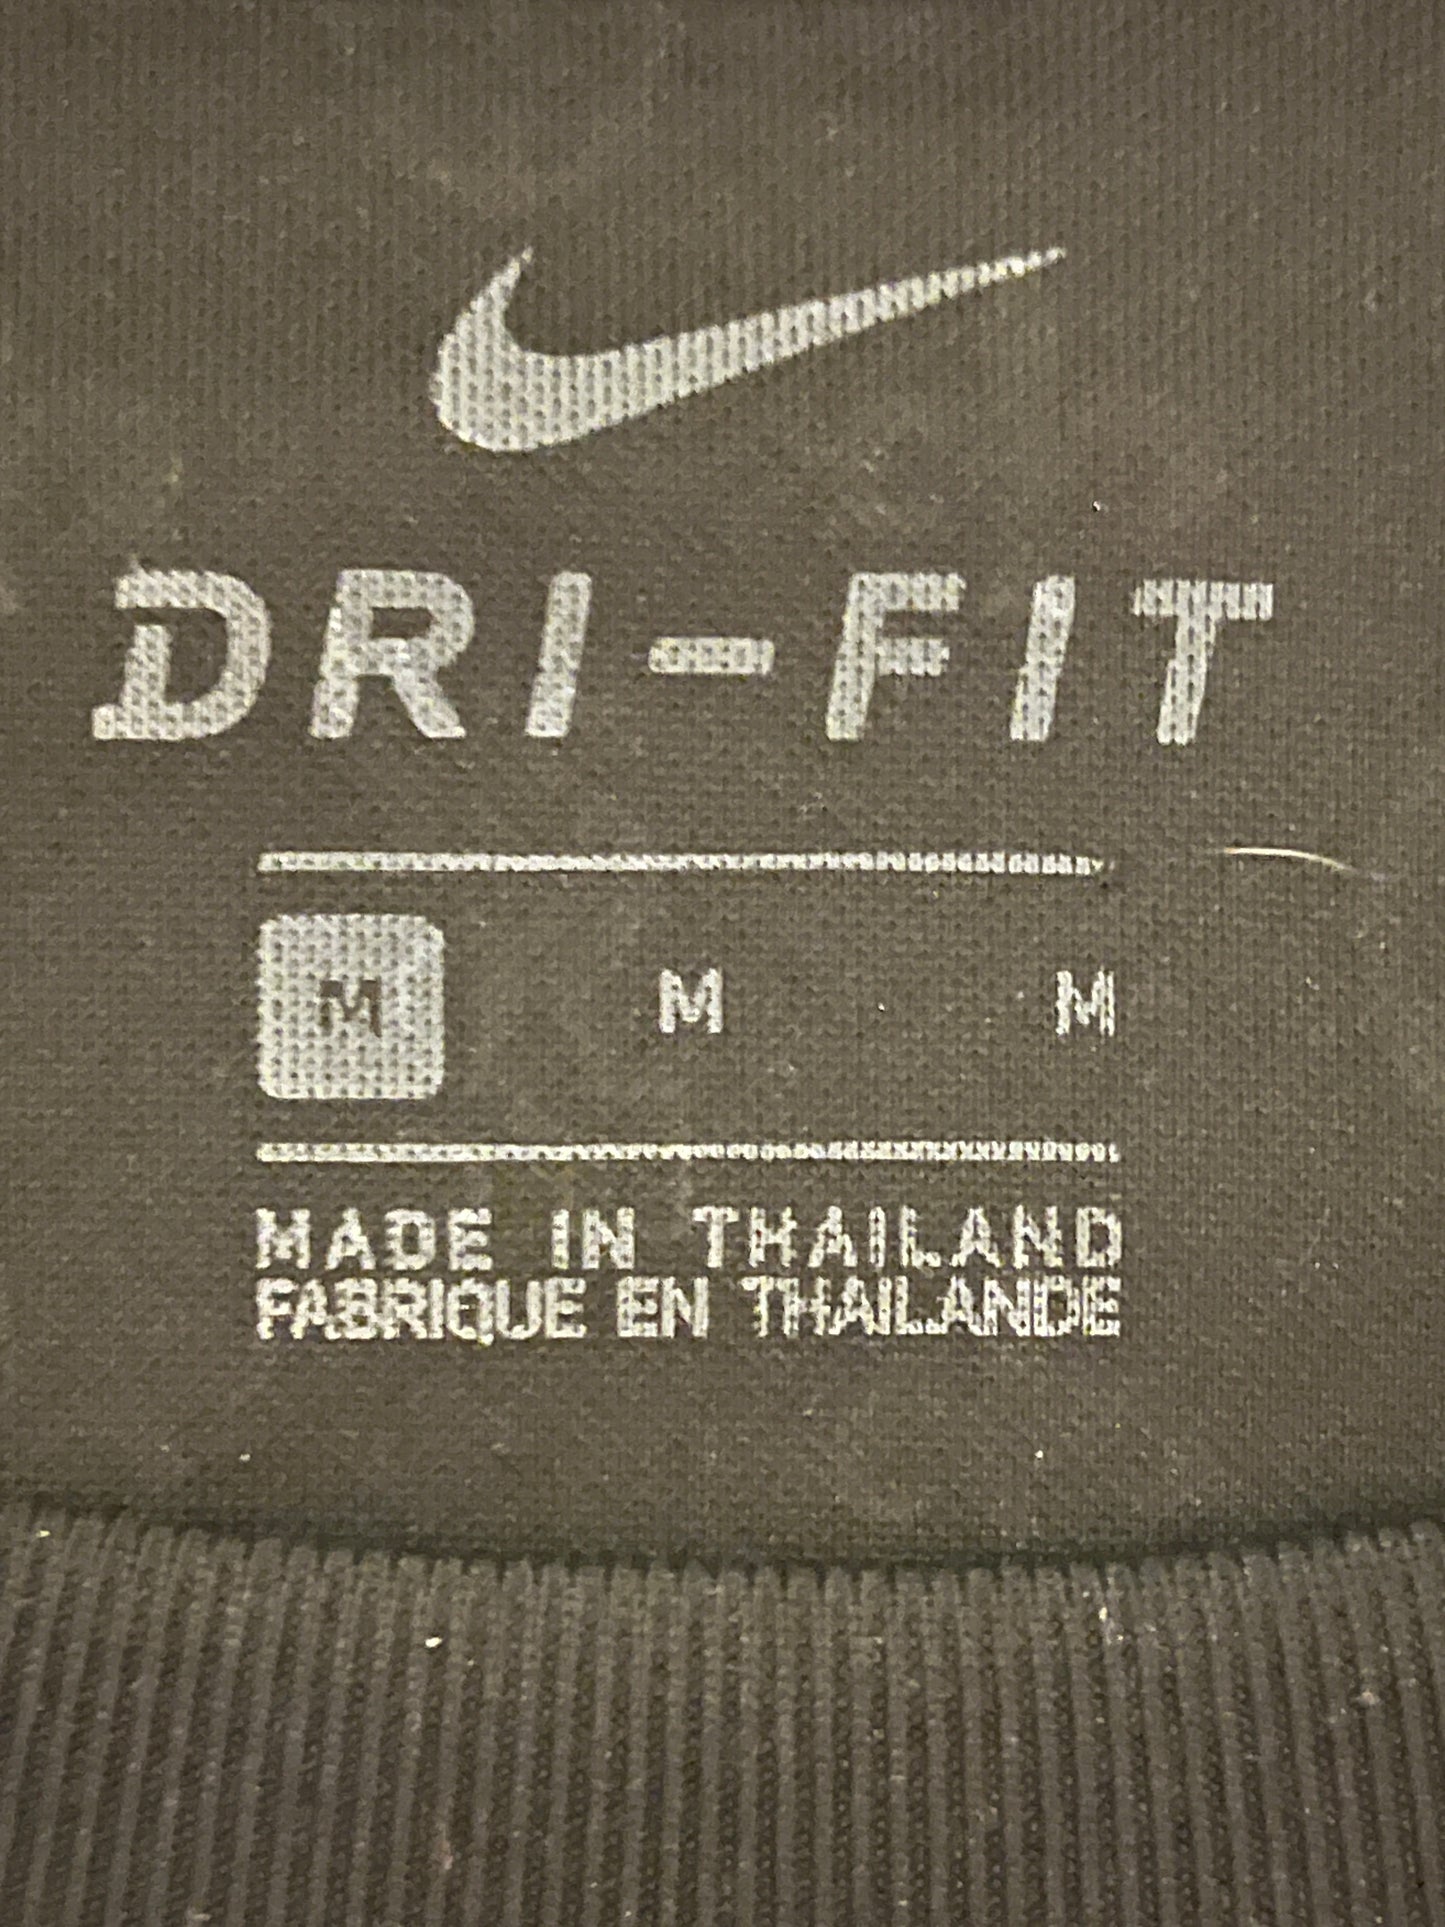 DRI-FIT
M M M
MADE IN THAILAND
FABRIQUE EN THAILANDE